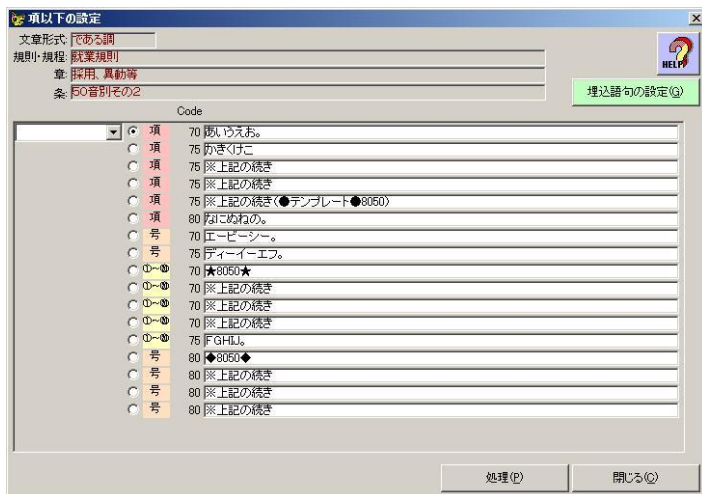 項以下の設定
文章形式: である調
規則・規程: 就業規則
章: 採用、異動等
条: 50音別その2
HELP
埋込語句の設定(G)
Code
項 70 あいうえお。
項 75 かきくけこ
項 75 ※上記の続き
項 75 ※上記の続き
項 75 ※上記の続き(●テンプレート●8050)
項 80 なにぬねの。
号 70 エービーシー。
号 75 ディーイーエフ。
①~⑳ 70 ★8050★
①~⑳ 70 ※上記の続き
①~⑳ 70 ※上記の続き
①~⑳ 70 ※上記の続き
①~⑳ 75 FGHIJ。
号 80 ◆8050◆
号 80 ※上記の続き
号 80 ※上記の続き
号 80 ※上記の続き
処理(P) 閉じる(C)